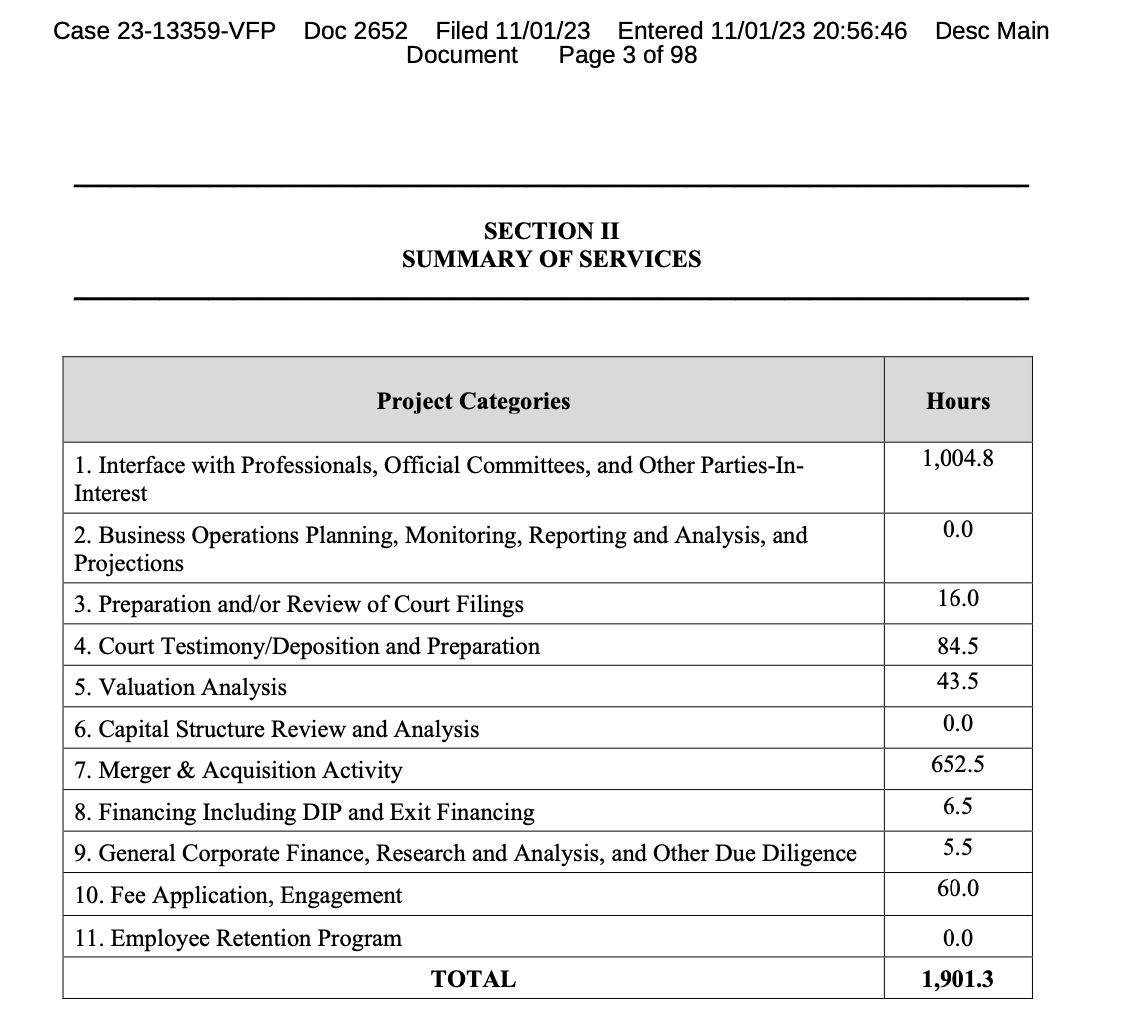 Case 23-13359-VFP Doc 2652 Filed 11/01/23 Entered 11/01/23 20:56:46 Desc Main
Document Page 3 of 98
SECTION II
SUMMARY OF SERVICES
Project Categories Hours
1. Interface with Professionals, Official Committees, and Other Parties-In- 1,004.8
Interest
2. Business Operations Planning, Monitoring, Reporting and Analysis, and 0.0
Projections
3. Preparation and/or Review of Court Filings 16.0
4. Court Testimony/Deposition and Preparation 84.5
5. Valuation Analysis 43.5
6. Capital Structure Review and Analysis 0.0
7. Merger & Acquisition Activity 652.5
8. Financing Including DIP and Exit Financing 6.5
9. General Corporate Finance, Research and Analysis, and Other Due Diligence 5.5
10. Fee Application, Engagement 60.0
11. Employee Retention Program 0.0
TOTAL 1,901.3